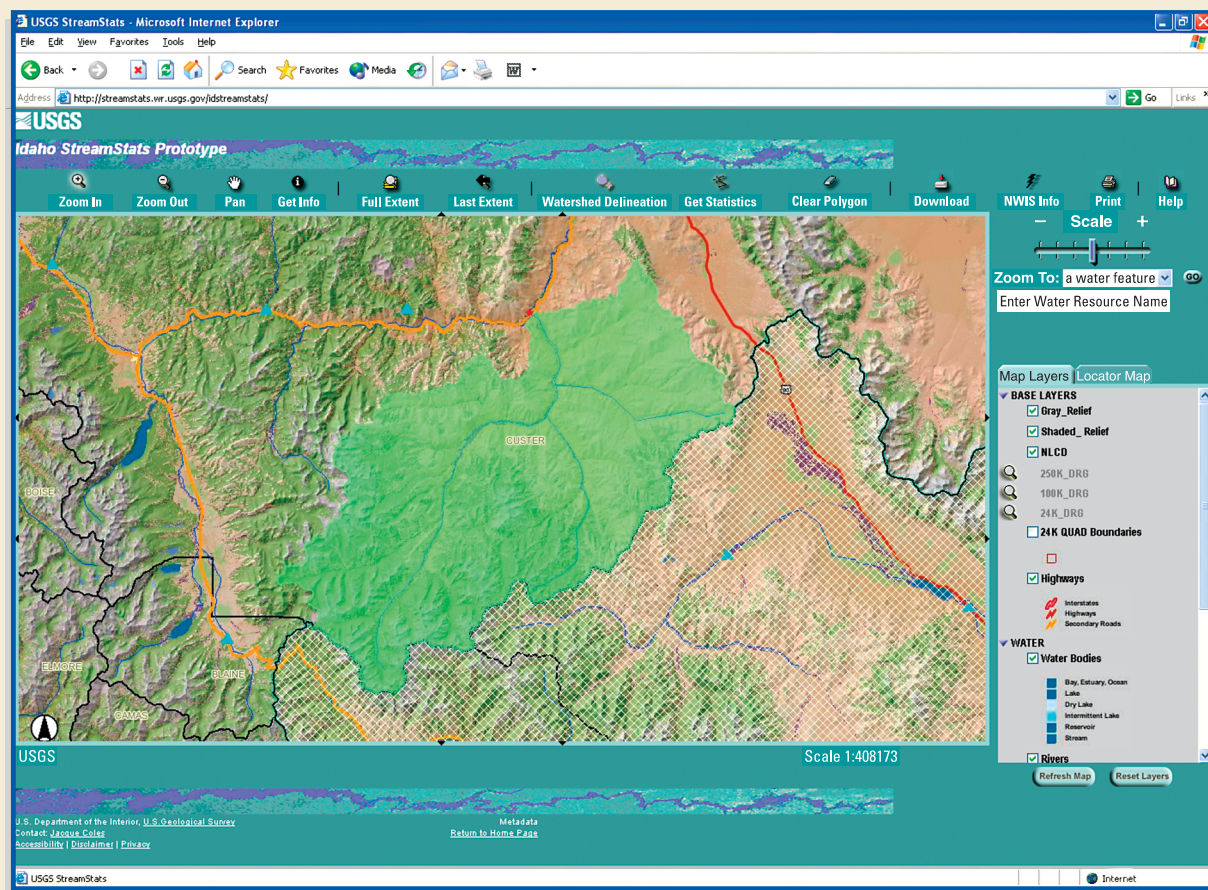 USGS StreamStats - Microsoft Internet Explorer
File Edit View Favorites Tools Help
Back Search Favorites Media
Address http://streamstats.wr.usgs.gov/idstreamstats/ Go Links »
USGS
Idaho StreamStats Prototype
Zoom In Zoom Out Pan Get Info Full Extent Last Extent Watershed Delineation Get Statistics Clear Polygon Download NWIS Info Print Help
− Scale +
Zoom To: a water feature GO
Enter Water Resource Name
Map Layers Locator Map
BASE LAYERS
Gray_Relief
Shaded_ Relief
NLCD
250K_DRG
100K_DRG
24K_DRG
24K QUAD Boundaries
Highways
Interstates
Highways
Secondary Roads
WATER
Water Bodies
Bay, Estuary, Ocean
Lake
Dry Lake
Intermittent Lake
Reservoir
Stream
Rivers
Refresh Map Reset Layers
CUSTER
BOISE
ELMORE
BLAINE
CAMAS
USGS Scale 1:408173
U.S. Department of the Interior, U.S. Geological Survey
Contact: Jacque Coles
Accessibility | Disclaimer | Privacy
Metadata
Return to Home Page
USGS StreamStats Internet